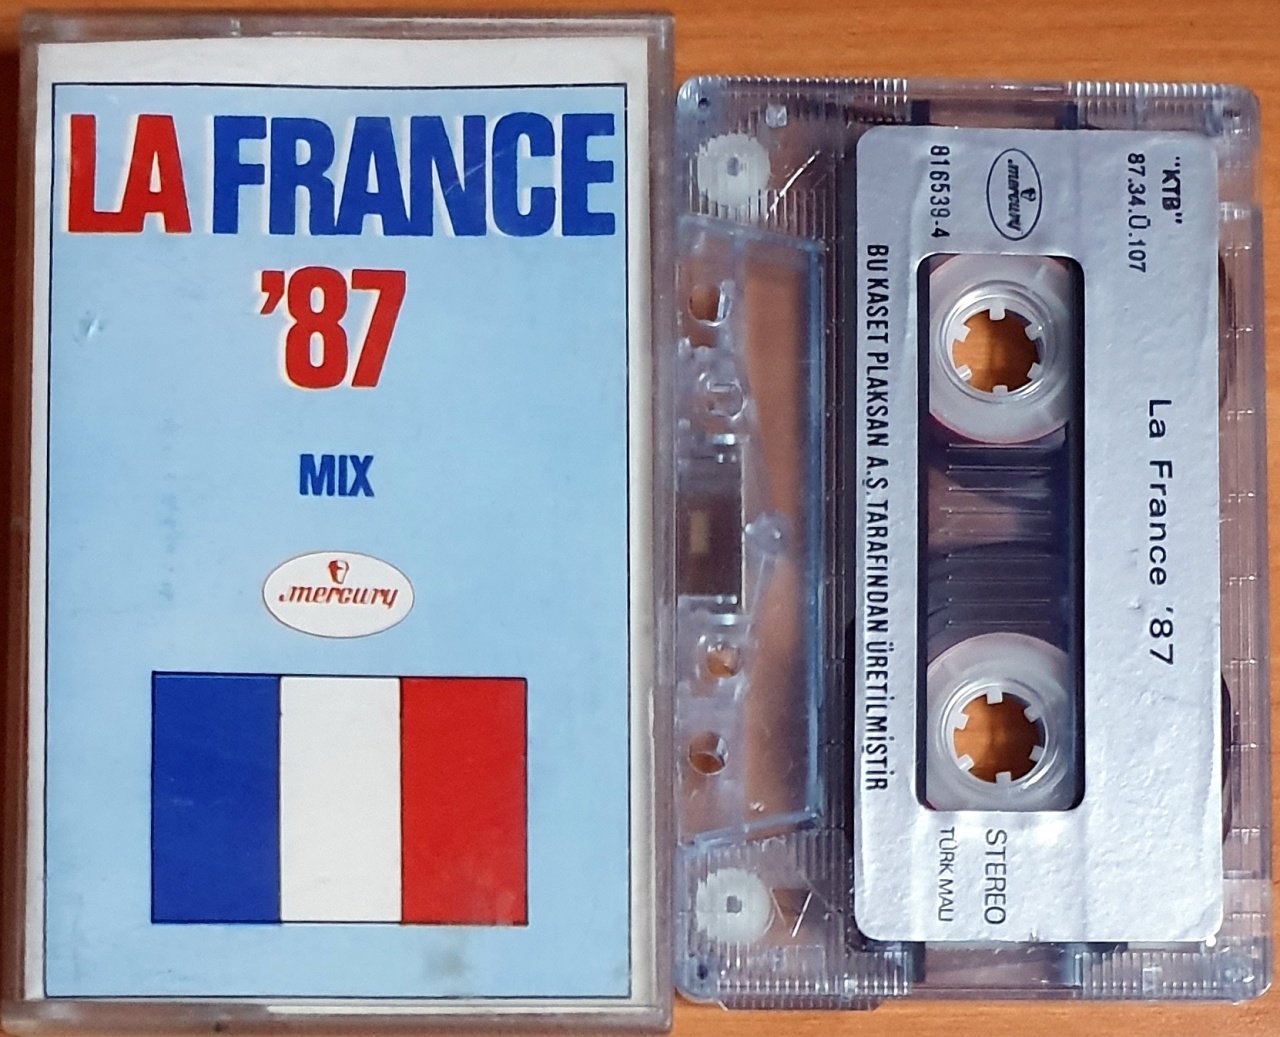 LA FRANCE
'87
MIX
mercury
"KTB"
87.34.Ü.107
La France '87
mercury
816539-4
BU KASET PLAKSAN A.Ş. TARAFINDAN ÜRETİLMİŞTİR
STEREO
TÜRK MALI